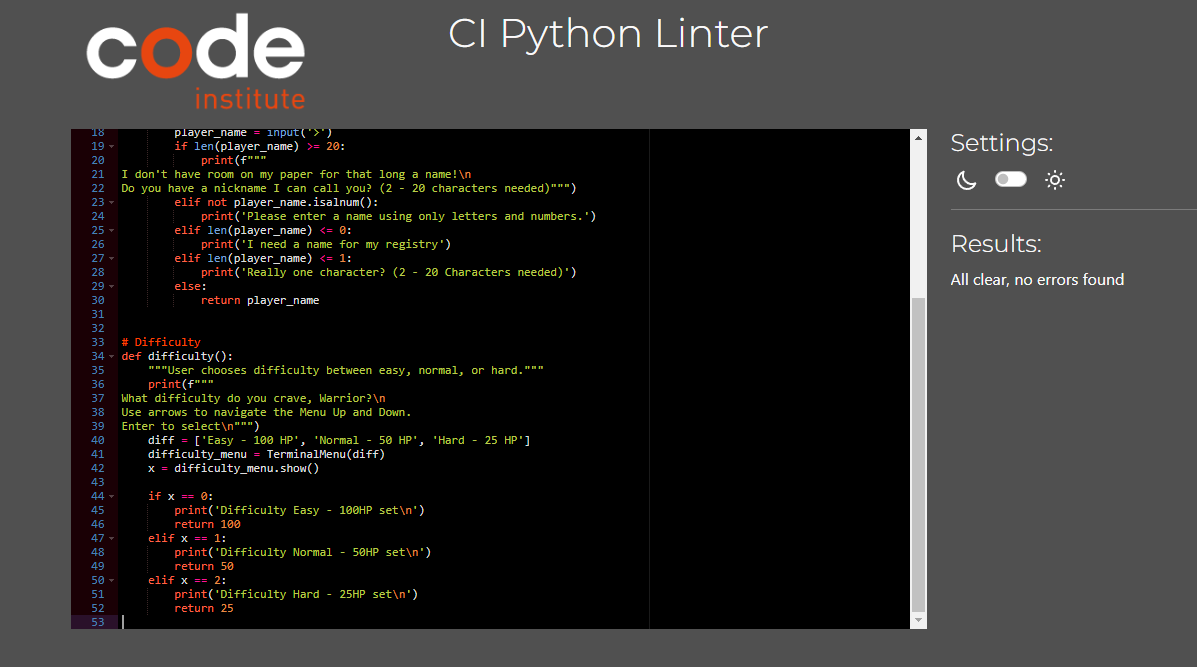 code
institute
CI Python Linter
18 player_name = input('>')
19 if len(player_name) >= 20:
20 print(f"""
21 I don't have room on my paper for that long a name!\n
22 Do you have a nickname I can call you? (2 - 20 characters needed)""")
23 elif not player_name.isalnum():
24 print('Please enter a name using only letters and numbers.')
25 elif len(player_name) <= 0:
26 print('I need a name for my registry')
27 elif len(player_name) <= 1:
28 print('Really one character? (2 - 20 Characters needed)')
29 else:
30 return player_name
31
32
33 # Difficulty
34 def difficulty():
35 """User chooses difficulty between easy, normal, or hard."""
36 print(f"""
37 What difficulty do you crave, Warrior?\n
38 Use arrows to navigate the Menu Up and Down.
39 Enter to select\n""")
40 diff = ['Easy - 100 HP', 'Normal - 50 HP', 'Hard - 25 HP']
41 difficulty_menu = TerminalMenu(diff)
42 x = difficulty_menu.show()
43
44 if x == 0:
45 print('Difficulty Easy - 100HP set\n')
46 return 100
47 elif x == 1:
48 print('Difficulty Normal - 50HP set\n')
49 return 50
50 elif x == 2:
51 print('Difficulty Hard - 25HP set\n')
52 return 25
53
Settings:
Results:
All clear, no errors found